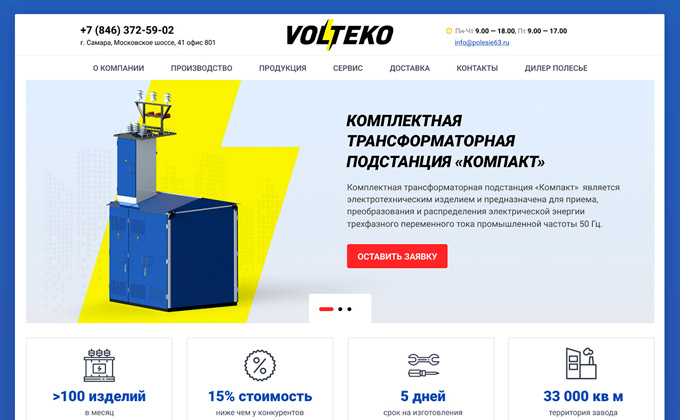 +7 (846) 372-59-02
г. Самара, Московское шоссе, 41 офис 801
VOLTEKO
Пн-Чт 9.00 — 18.00, Пт 9.00 — 17.00
info@polesie63.ru
О КОМПАНИИ ПРОИЗВОДСТВО ПРОДУКЦИЯ СЕРВИС ДОСТАВКА КОНТАКТЫ ДИЛЕР ПОЛЕСЬЕ
КОМПЛЕКТНАЯ
ТРАНСФОРМАТОРНАЯ
ПОДСТАНЦИЯ «КОМПАКТ»
Комплектная трансформаторная подстанция «Компакт» является
электротехническим изделием и предназначена для приема,
преобразования и распределения электрической энергии
трехфазного переменного тока промышленной частоты 50 Гц.
ОСТАВИТЬ ЗАЯВКУ
>100 изделий
в месяц
15% стоимость
ниже чем у конкурентов
5 дней
срок на изготовления
33 000 кв м
территория завода